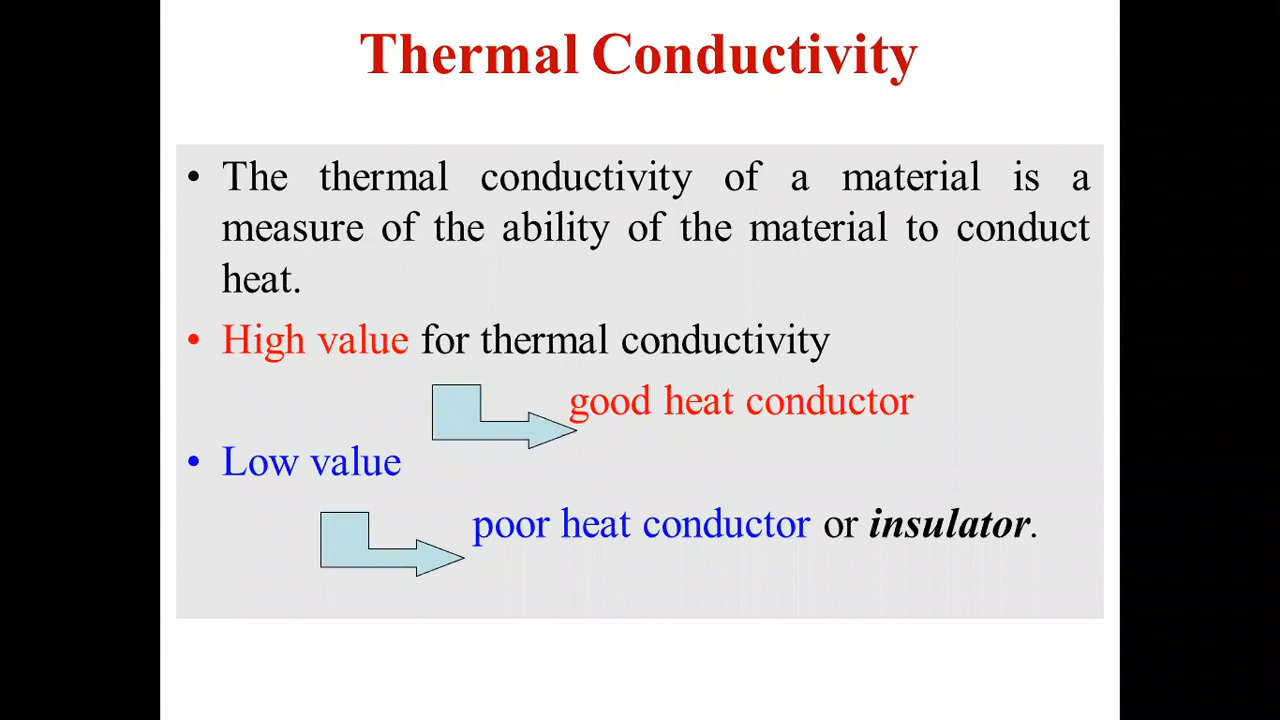 Thermal Conductivity
• The thermal conductivity of a material is a
measure of the ability of the material to conduct
heat.
• High value for thermal conductivity
good heat conductor
• Low value
poor heat conductor or insulator.